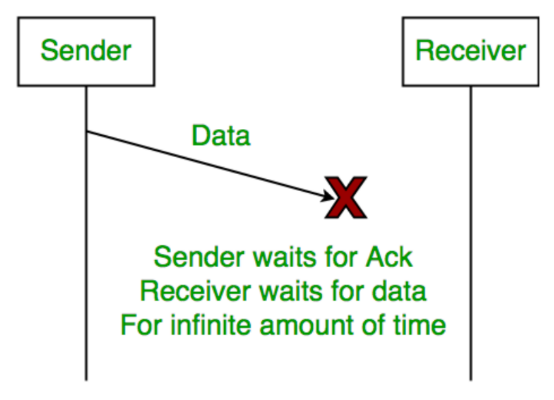 Sender
Receiver
Data
X
Sender waits for Ack
Receiver waits for data
For infinite amount of time